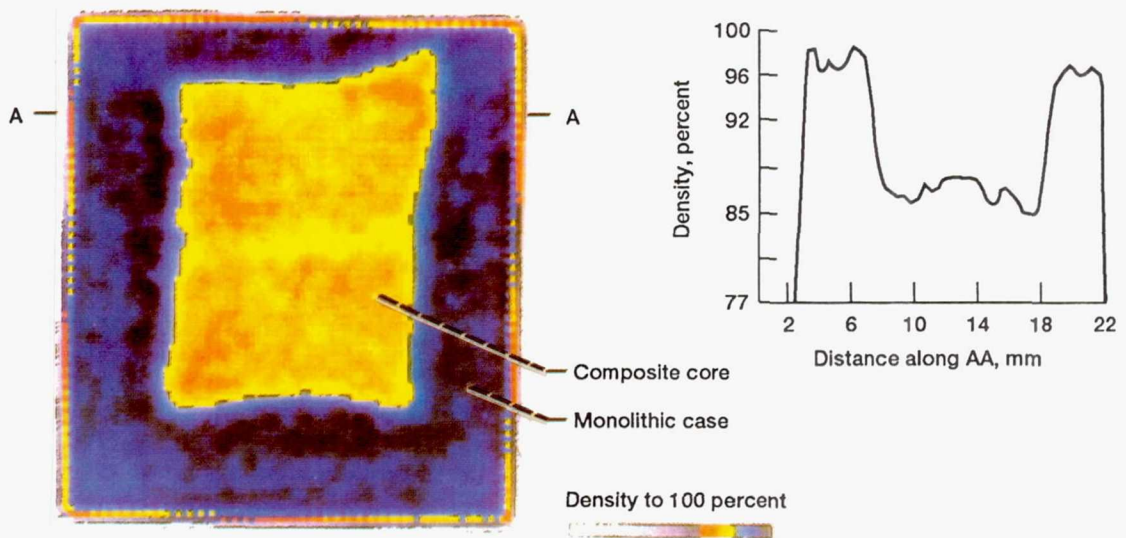 A
A
Composite core
Monolithic case
Density to 100 percent
Density, percent
100
96
92
85
77
2 6 10 14 18 22
Distance along AA, mm